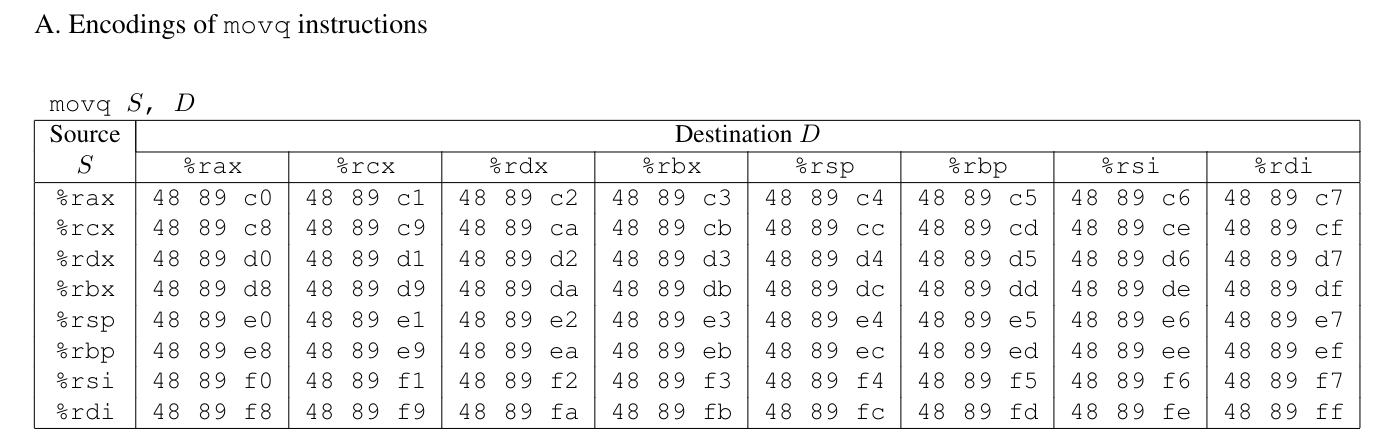 A. Encodings of movq instructions
movq S, D
Source Destination D
S %rax %rcx %rdx %rbx %rsp %rbp %rsi %rdi
%rax 48 89 c0 48 89 c1 48 89 c2 48 89 c3 48 89 c4 48 89 c5 48 89 c6 48 89 c7
%rcx 48 89 c8 48 89 c9 48 89 ca 48 89 cb 48 89 cc 48 89 cd 48 89 ce 48 89 cf
%rdx 48 89 d0 48 89 d1 48 89 d2 48 89 d3 48 89 d4 48 89 d5 48 89 d6 48 89 d7
%rbx 48 89 d8 48 89 d9 48 89 da 48 89 db 48 89 dc 48 89 dd 48 89 de 48 89 df
%rsp 48 89 e0 48 89 e1 48 89 e2 48 89 e3 48 89 e4 48 89 e5 48 89 e6 48 89 e7
%rbp 48 89 e8 48 89 e9 48 89 ea 48 89 eb 48 89 ec 48 89 ed 48 89 ee 48 89 ef
%rsi 48 89 f0 48 89 f1 48 89 f2 48 89 f3 48 89 f4 48 89 f5 48 89 f6 48 89 f7
%rdi 48 89 f8 48 89 f9 48 89 fa 48 89 fb 48 89 fc 48 89 fd 48 89 fe 48 89 ff